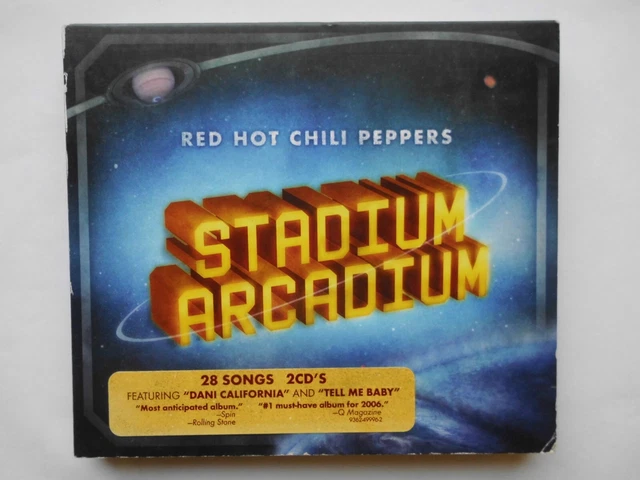 RED HOT CHILI PEPPERS
STADIUM
ARCADIUM
28 SONGS 2CD'S
FEATURING "DANI CALIFORNIA" AND "TELL ME BABY"
"Most anticipated album." "#1 must-have album for 2006."
—Spin —Q Magazine
—Rolling Stone 9362499962